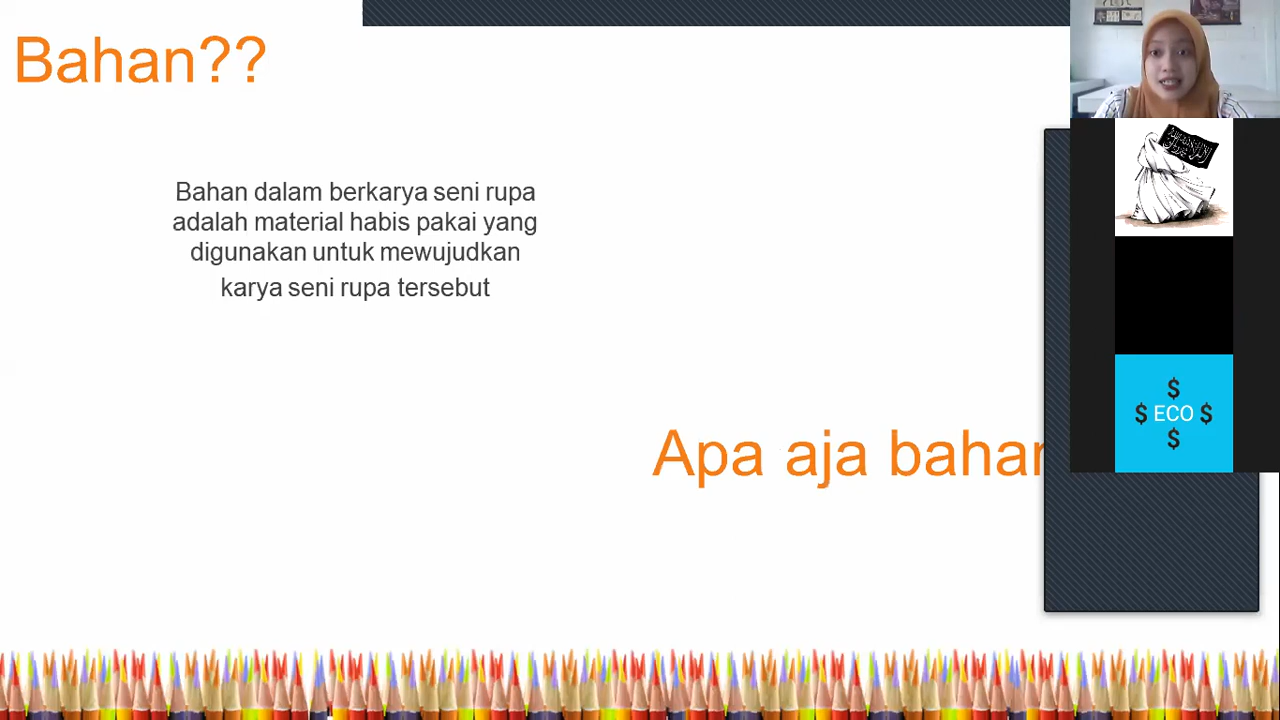 Bahan??
Bahan dalam berkarya seni rupa
adalah material habis pakai yang
digunakan untuk mewujudkan
karya seni rupa tersebut
Apa aja bahan
$
$ ECO $
$